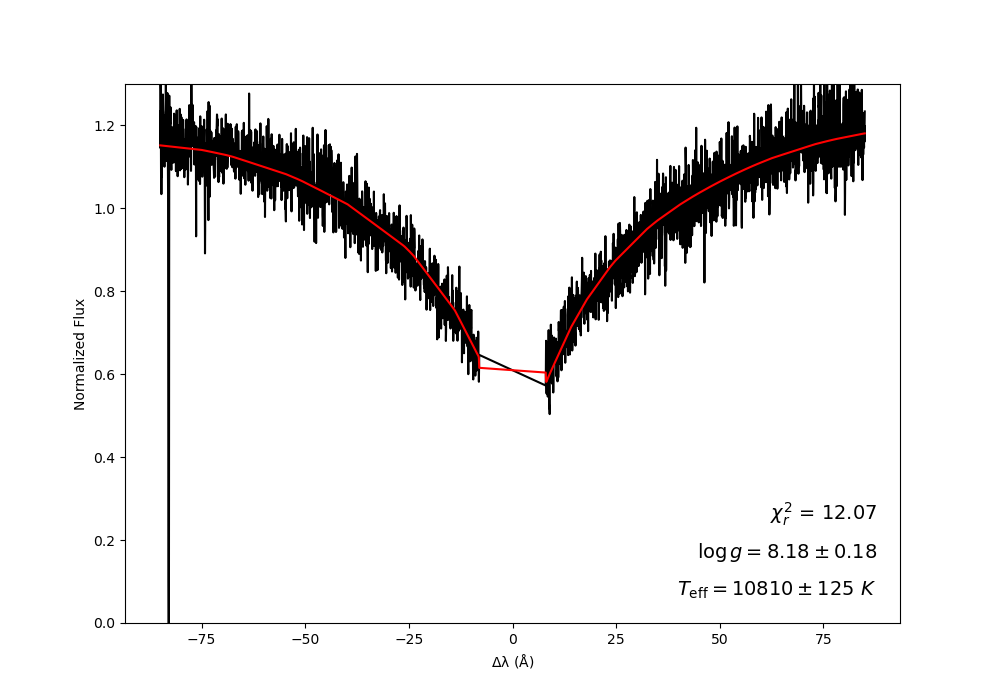 1.2
1.0
0.8
0.6
0.4
0.2
0.0
Normalized Flux
χ²ᵣ = 12.07
log g = 8.18 ± 0.18
T_eff = 10810 ± 125 K
−75 −50 −25 0 25 50 75
Δλ (Å)